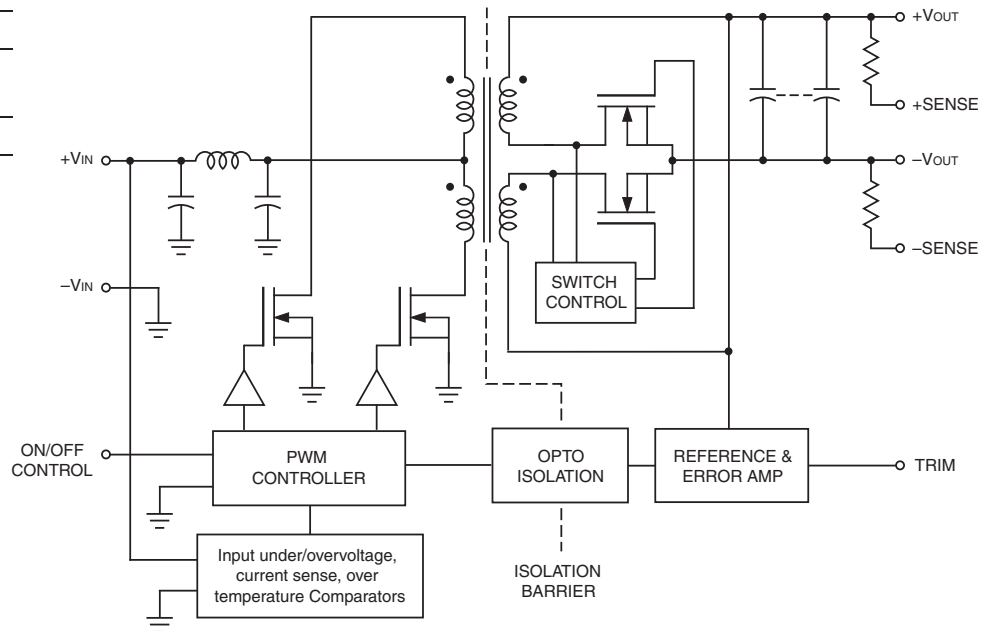 +VOUT
+SENSE
+VIN
–VOUT
–SENSE
–VIN
SWITCH
CONTROL
ON/OFF
CONTROL
PWM
CONTROLLER
OPTO
ISOLATION
REFERENCE &
ERROR AMP
TRIM
Input under/overvoltage,
current sense, over
temperature Comparators
ISOLATION
BARRIER